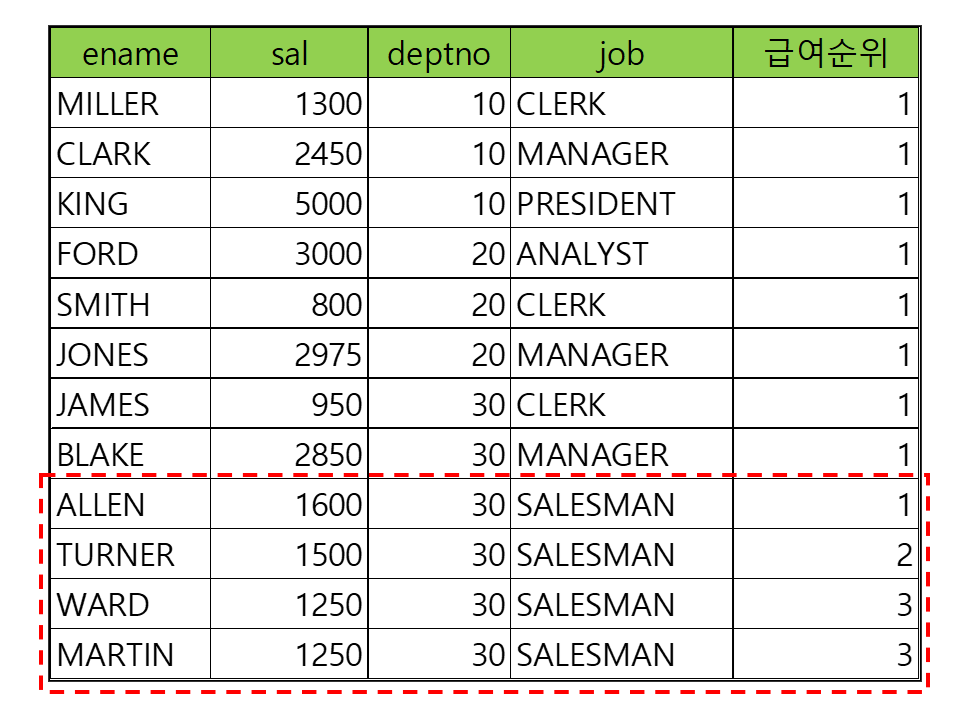 ename sal deptno job 급여순위
MILLER 1300 10 CLERK 1
CLARK 2450 10 MANAGER 1
KING 5000 10 PRESIDENT 1
FORD 3000 20 ANALYST 1
SMITH 800 20 CLERK 1
JONES 2975 20 MANAGER 1
JAMES 950 30 CLERK 1
BLAKE 2850 30 MANAGER 1
ALLEN 1600 30 SALESMAN 1
TURNER 1500 30 SALESMAN 2
WARD 1250 30 SALESMAN 3
MARTIN 1250 30 SALESMAN 3